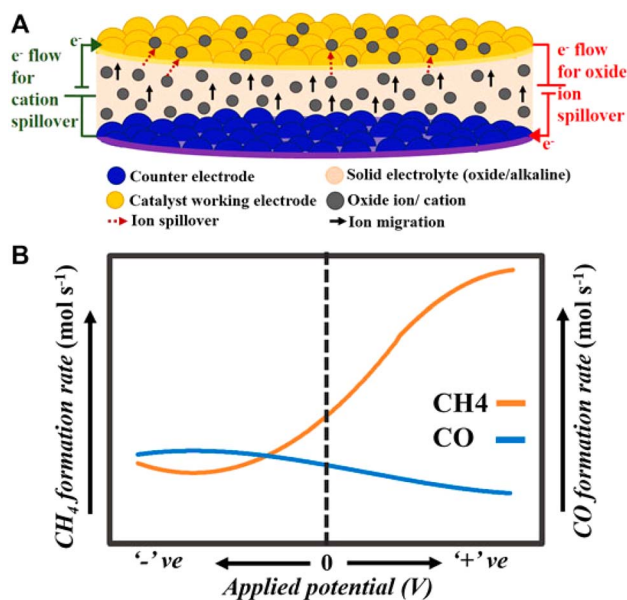 A
e⁻
e⁻ flow
for
cation
spillover
e⁻ flow
for oxide
ion
spillover
e⁻
Counter electrode
Solid electrolyte (oxide/alkaline)
Catalyst working electrode
Oxide ion/ cation
Ion spillover
Ion migration
B
CH₄ formation rate (mol s⁻¹)
CO formation rate (mol s⁻¹)
CH4
CO
‘-’ ve
0
‘+’ ve
Applied potential (V)